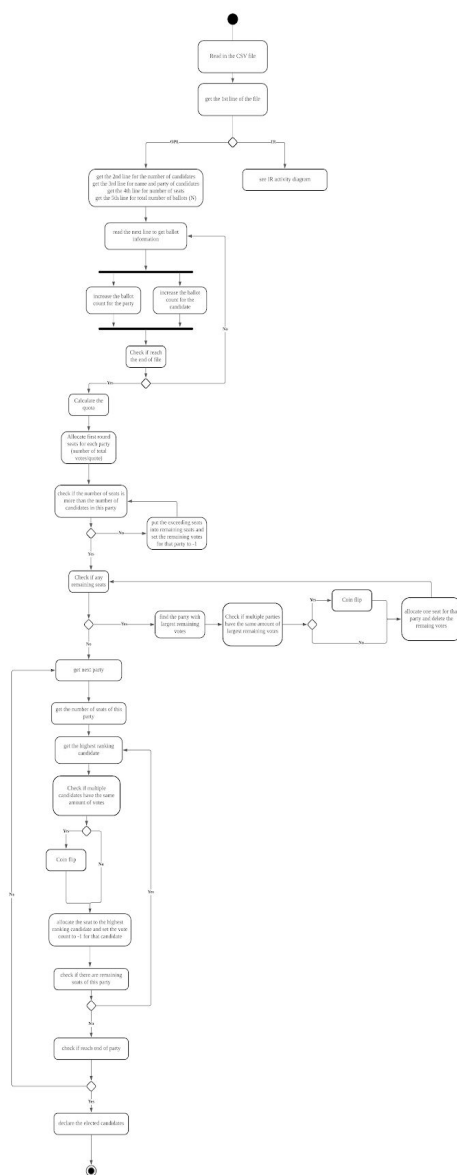 Read in the CSV file
get the 1st line of the file
OPL
IR
get the 2nd line for the number of candidates
get the 3rd line for name and party of candidates
get the 4th line for number of seats
get the 5th line for total number of ballots (N)
see IR activity diagram
read the next line to get ballot
information
increase the ballot
count for the party
increase the ballot
count for the
candidate
No
Check if reach
the end of file
Yes
Calculate the
quota
Allocate first round
seats for each party
(number of total
votes/quota)
check if the number of seats is
more than the number of
candidates in this party
No
put the exceeding seats
into remaining seats and
set the remaining votes
for that party to -1
Yes
Check if any
remaining seats
Yes
find the party with
largest remaining
votes
Check if multiple parties
have the same amount of
largest remaining votes
Yes
Coin flip
No
allocate one seat for that
party and delete the
remaing votes
No
get next party
get the number of seats of this
party
get the highest ranking
candidate
Check if multiple
candidates have the same
amount of votes
Yes
Coin flip
No
No
Yes
allocate the seat to the highest
ranking candidate and set the vote
count to -1 for that candidate
check if there are remaining
seats of this party
No
check if reach end of party
Yes
declare the elected candidates